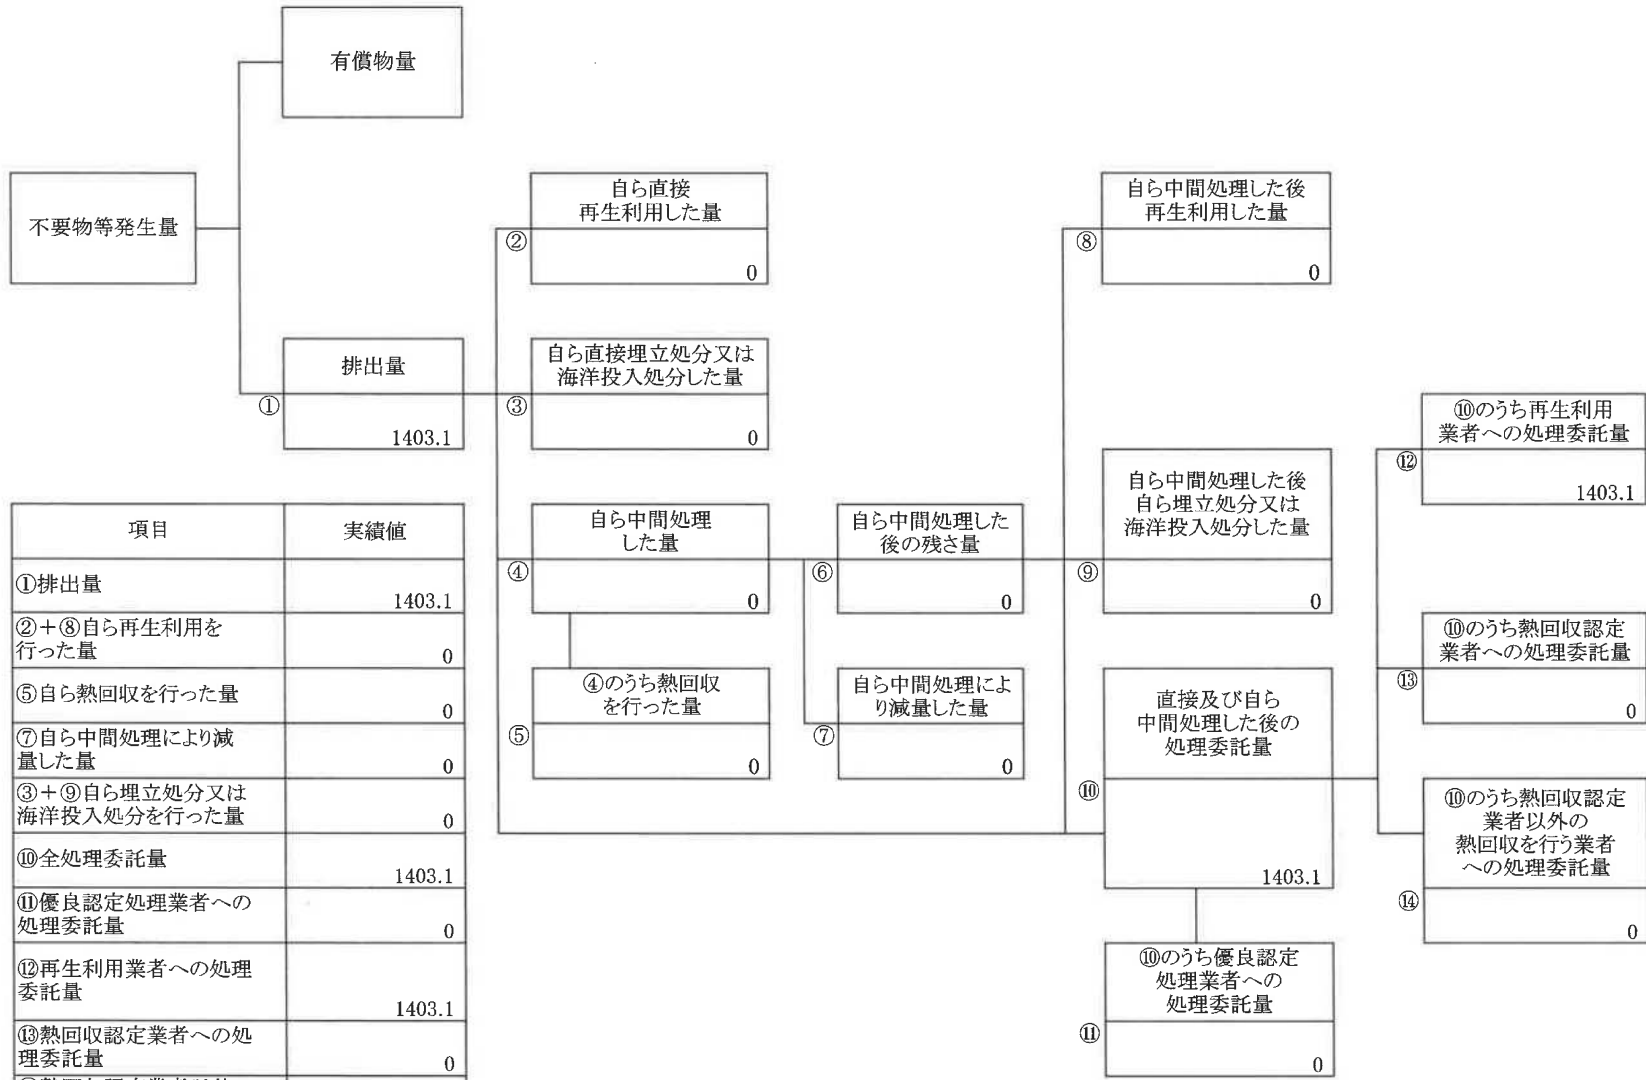 有償物量
不要物等発生量
自ら直接
再生利用した量
②
0
自ら中間処理した後
再生利用した量
⑧
0
排出量
①
1403.1
自ら直接埋立処分又は
海洋投入処分した量
③
0
⑩のうち再生利用
業者への処理委託量
⑫
1403.1
自ら中間処理
した量
④
0
自ら中間処理した
後の残さ量
⑥
0
自ら中間処理した後
自ら埋立処分又は
海洋投入処分した量
⑨
0
⑩のうち熱回収認定
業者への処理委託量
⑬
0
④のうち熱回収
を行った量
⑤
0
自ら中間処理によ
り減量した量
⑦
0
直接及び自ら
中間処理した後の
処理委託量
⑩
1403.1
⑩のうち熱回収認定
業者以外の
熱回収を行う業者
への処理委託量
⑭
0
⑩のうち優良認定
処理業者への
処理委託量
⑪
0
項目 実績値
①排出量
1403.1
②+⑧自ら再生利用を
行った量
0
⑤自ら熱回収を行った量
0
⑦自ら中間処理により減
量した量
0
③+⑨自ら埋立処分又は
海洋投入処分を行った量
0
⑩全処理委託量
1403.1
⑪優良認定処理業者への
処理委託量
0
⑫再生利用業者への処理
委託量
1403.1
⑬熱回収認定業者への処
理委託量
0